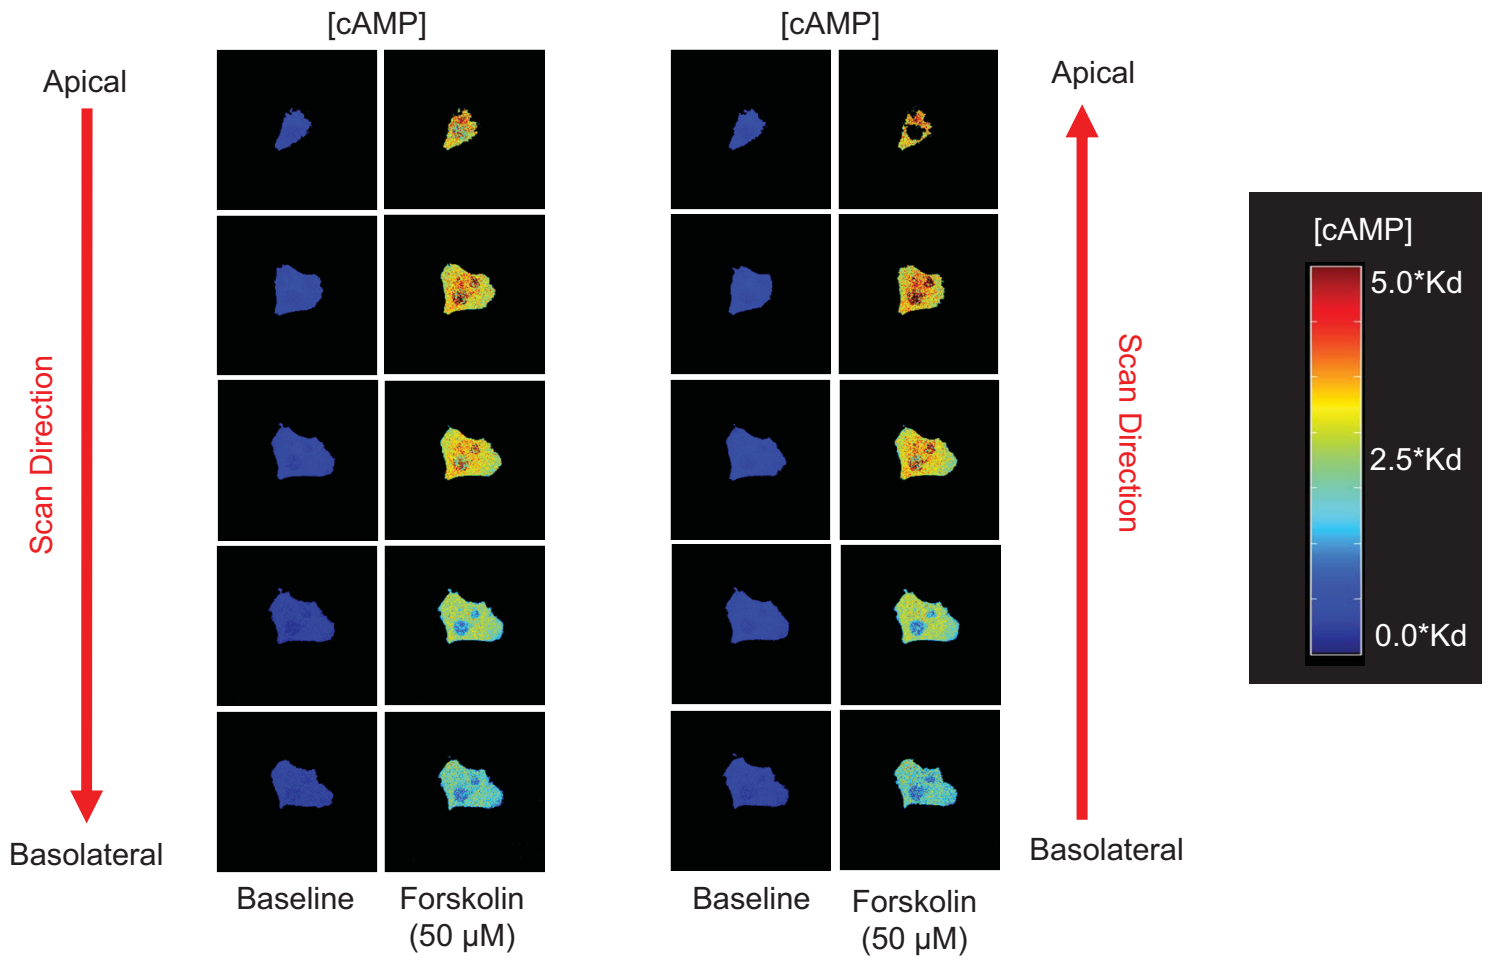 [cAMP]
[cAMP]
Apical
Apical
Scan Direction
Scan Direction
[cAMP]
5.0*Kd
2.5*Kd
0.0*Kd
Basolateral
Basolateral
Baseline
Forskolin
(50 µM)
Baseline
Forskolin
(50 µM)